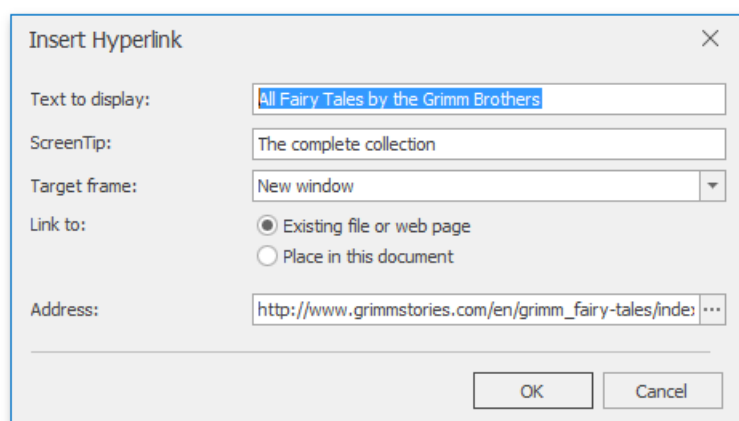 Insert Hyperlink
Text to display: All Fairy Tales by the Grimm Brothers
ScreenTip: The complete collection
Target frame: New window
Link to: Existing file or web page
Place in this document
Address: http://www.grimmstories.com/en/grimm_fairy-tales/index ...
OK Cancel